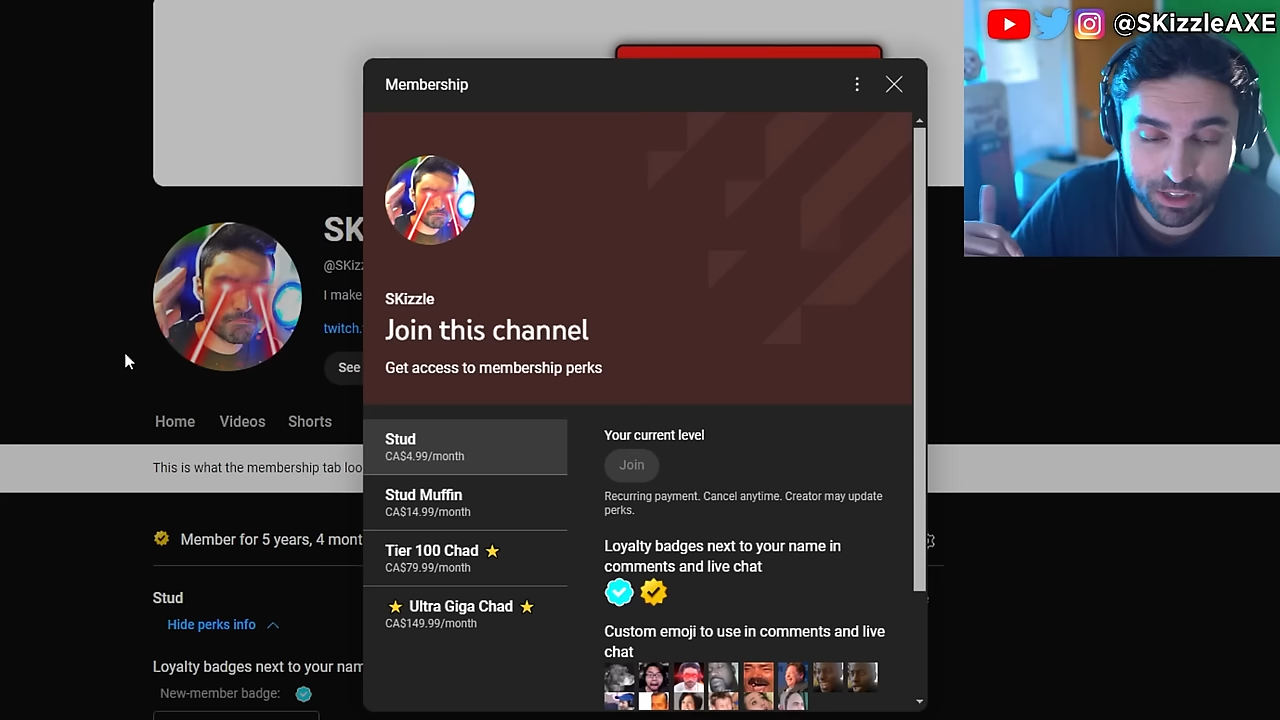 @SKizzleAXE
Membership
SK
@SKiz
I make
twitch.
See
Home Videos Shorts
This is what the membership tab loo
Member for 5 years, 4 mont
Stud
Hide perks info
Loyalty badges next to your nam
New-member badge:
SKizzle
Join this channel
Get access to membership perks
Stud
CA$4.99/month
Stud Muffin
CA$14.99/month
Tier 100 Chad
CA$79.99/month
Ultra Giga Chad
CA$149.99/month
Your current level
Join
Recurring payment. Cancel anytime. Creator may update
perks.
Loyalty badges next to your name in
comments and live chat
Custom emoji to use in comments and live
chat